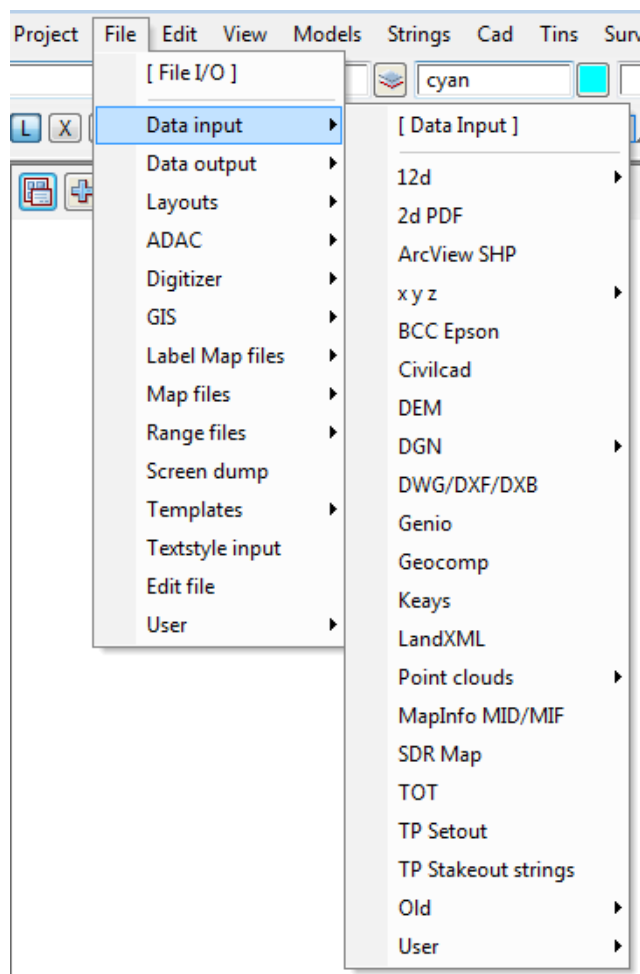 Project File Edit View Models Strings Cad Tins
[ File I/O ]
cyan
L X
Data input
Data output
Layouts
ADAC
Digitizer
GIS
Label Map files
Map files
Range files
Screen dump
Templates
Textstyle input
Edit file
User
[ Data Input ]
12d
2d PDF
ArcView SHP
x y z
BCC Epson
Civilcad
DEM
DGN
DWG/DXF/DXB
Genio
Geocomp
Keays
LandXML
Point clouds
MapInfo MID/MIF
SDR Map
TOT
TP Setout
TP Stakeout strings
Old
User